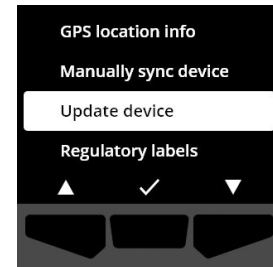 GPS location info
Manually sync device
Update device
Regulatory labels